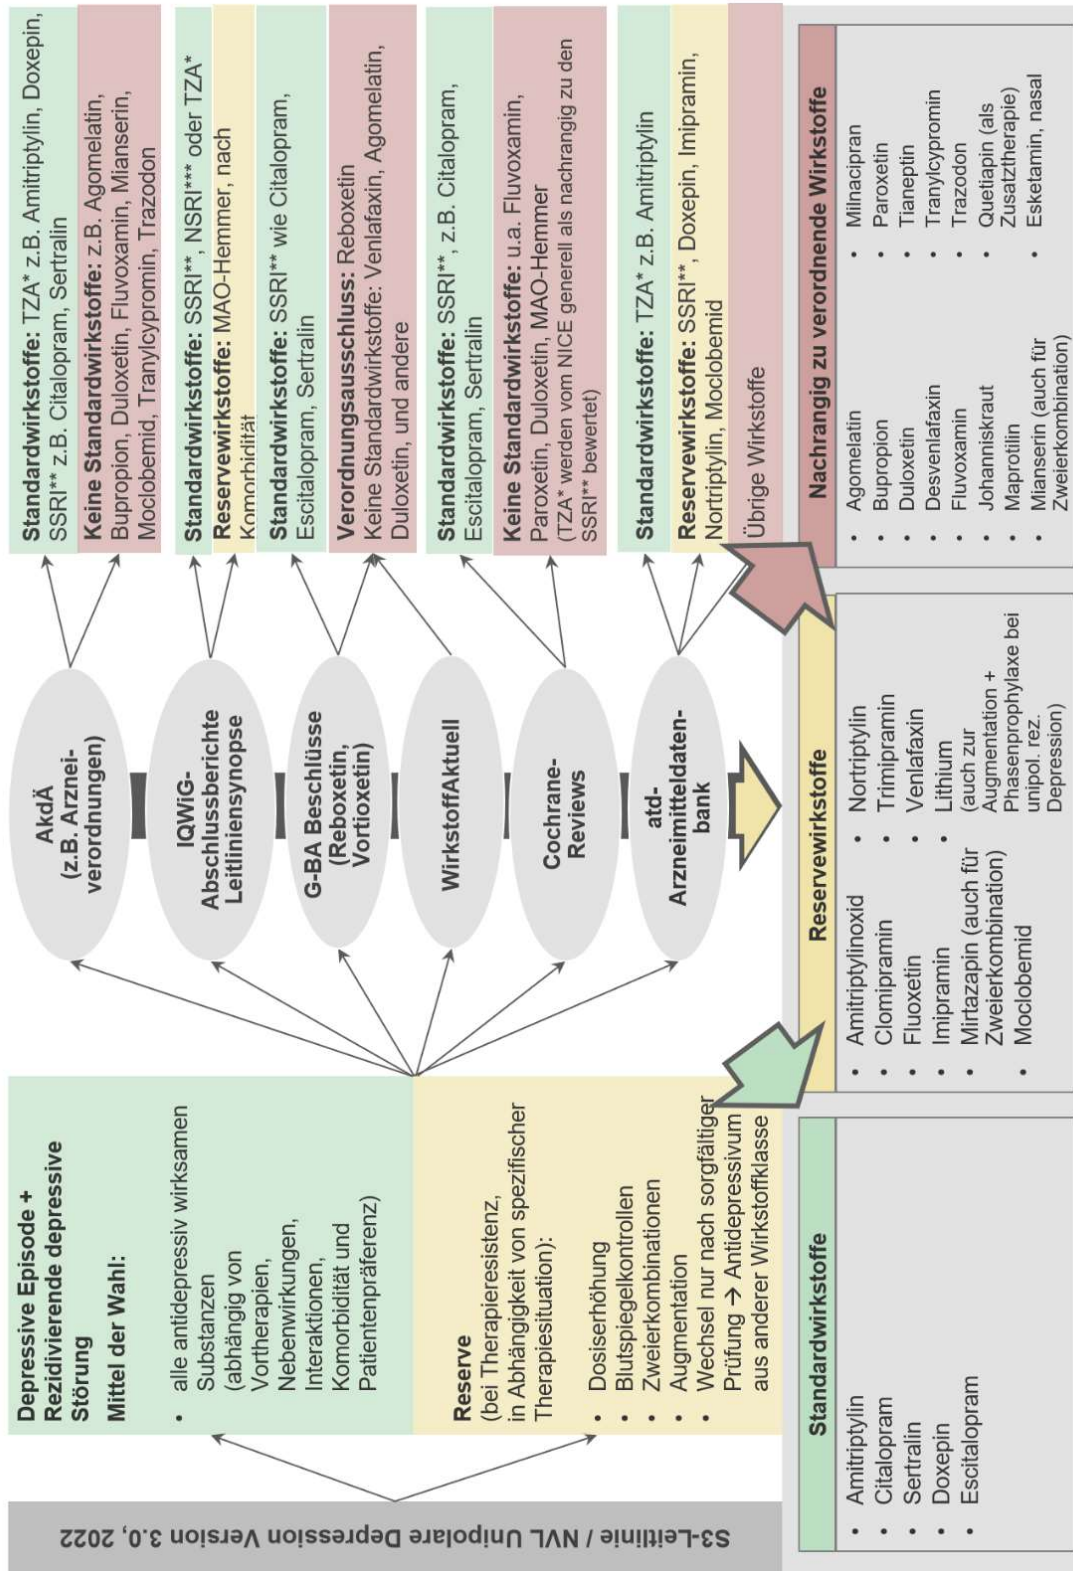 S3-Leitlinie / NVL Unipolare Depression Version 3.0, 2022
Depressive Episode +
Rezidivierende depressive
Störung
Mittel der Wahl:
• alle antidepressiv wirksamen
Substanzen
(abhängig von
Vortherapien,
Nebenwirkungen,
Interaktionen,
Komorbidität und
Patientenpräferenz)
Reserve
(bei Therapieresistenz,
in Abhängigkeit von spezifischer
Therapiesituation):
• Dosiserhöhung
• Blutspiegelkontrollen
• Zweierkombinationen
• Augmentation
• Wechsel nur nach sorgfältiger
Prüfung → Antidepressivum
aus anderer Wirkstoffklasse
AkdÄ
(z.B. Arznei-
verordnungen)
IQWiG-
Abschlussberichte
Leitliniensynopse
G-BA Beschlüsse
(Reboxetin,
Vortioxetin)
WirkstoffAktuell
Cochrane-
Reviews
atd-
Arzneimitteldaten-
bank
Standardwirkstoffe: TZA* z.B. Amitriptylin, Doxepin,
SSRI** z.B. Citalopram, Sertralin
Keine Standardwirkstoffe: z.B. Agomelatin,
Bupropion, Duloxetin, Fluvoxamin, Mianserin,
Moclobemid, Tranylcypromin, Trazodon
Standardwirkstoffe: SSRI**, NSRI*** oder TZA*
Reservewirkstoffe: MAO-Hemmer, nach
Komorbidität
Standardwirkstoffe: SSRI** wie Citalopram,
Escitalopram, Sertralin
Verordnungsausschluss: Reboxetin
Keine Standardwirkstoffe: Venlafaxin, Agomelatin,
Duloxetin, und andere
Standardwirkstoffe: SSRI**, z.B. Citalopram,
Escitalopram, Sertralin
Keine Standardwirkstoffe: u.a. Fluvoxamin,
Paroxetin, Duloxetin, MAO-Hemmer
(TZA* werden vom NICE generell als nachrangig zu den
SSRI** bewertet)
Standardwirkstoffe: TZA* z.B. Amitriptylin
Reservewirkstoffe: SSRI**, Doxepin, Imipramin,
Nortriptylin, Moclobemid
Übrige Wirkstoffe
Standardwirkstoffe
• Amitriptylin
• Citalopram
• Sertralin
• Doxepin
• Escitalopram
Reservewirkstoffe
• Amitriptylinoxid
• Clomipramin
• Fluoxetin
• Imipramin
• Mirtazapin (auch für
Zweierkombination)
• Moclobemid
• Nortriptylin
• Trimipramin
• Venlafaxin
• Lithium
(auch zur
Augmentation +
Phasenprophylaxe bei
unipol. rez.
Depression)
Nachrangig zu verordnende Wirkstoffe
• Agomelatin
• Bupropion
• Duloxetin
• Desvenlafaxin
• Fluvoxamin
• Johanniskraut
• Maprotilin
• Mianserin (auch für
Zweierkombination)
• Milnacipran
• Paroxetin
• Tianeptin
• Tranylcypromin
• Trazodon
• Quetiapin (als
Zusatztherapie)
• Esketamin, nasal